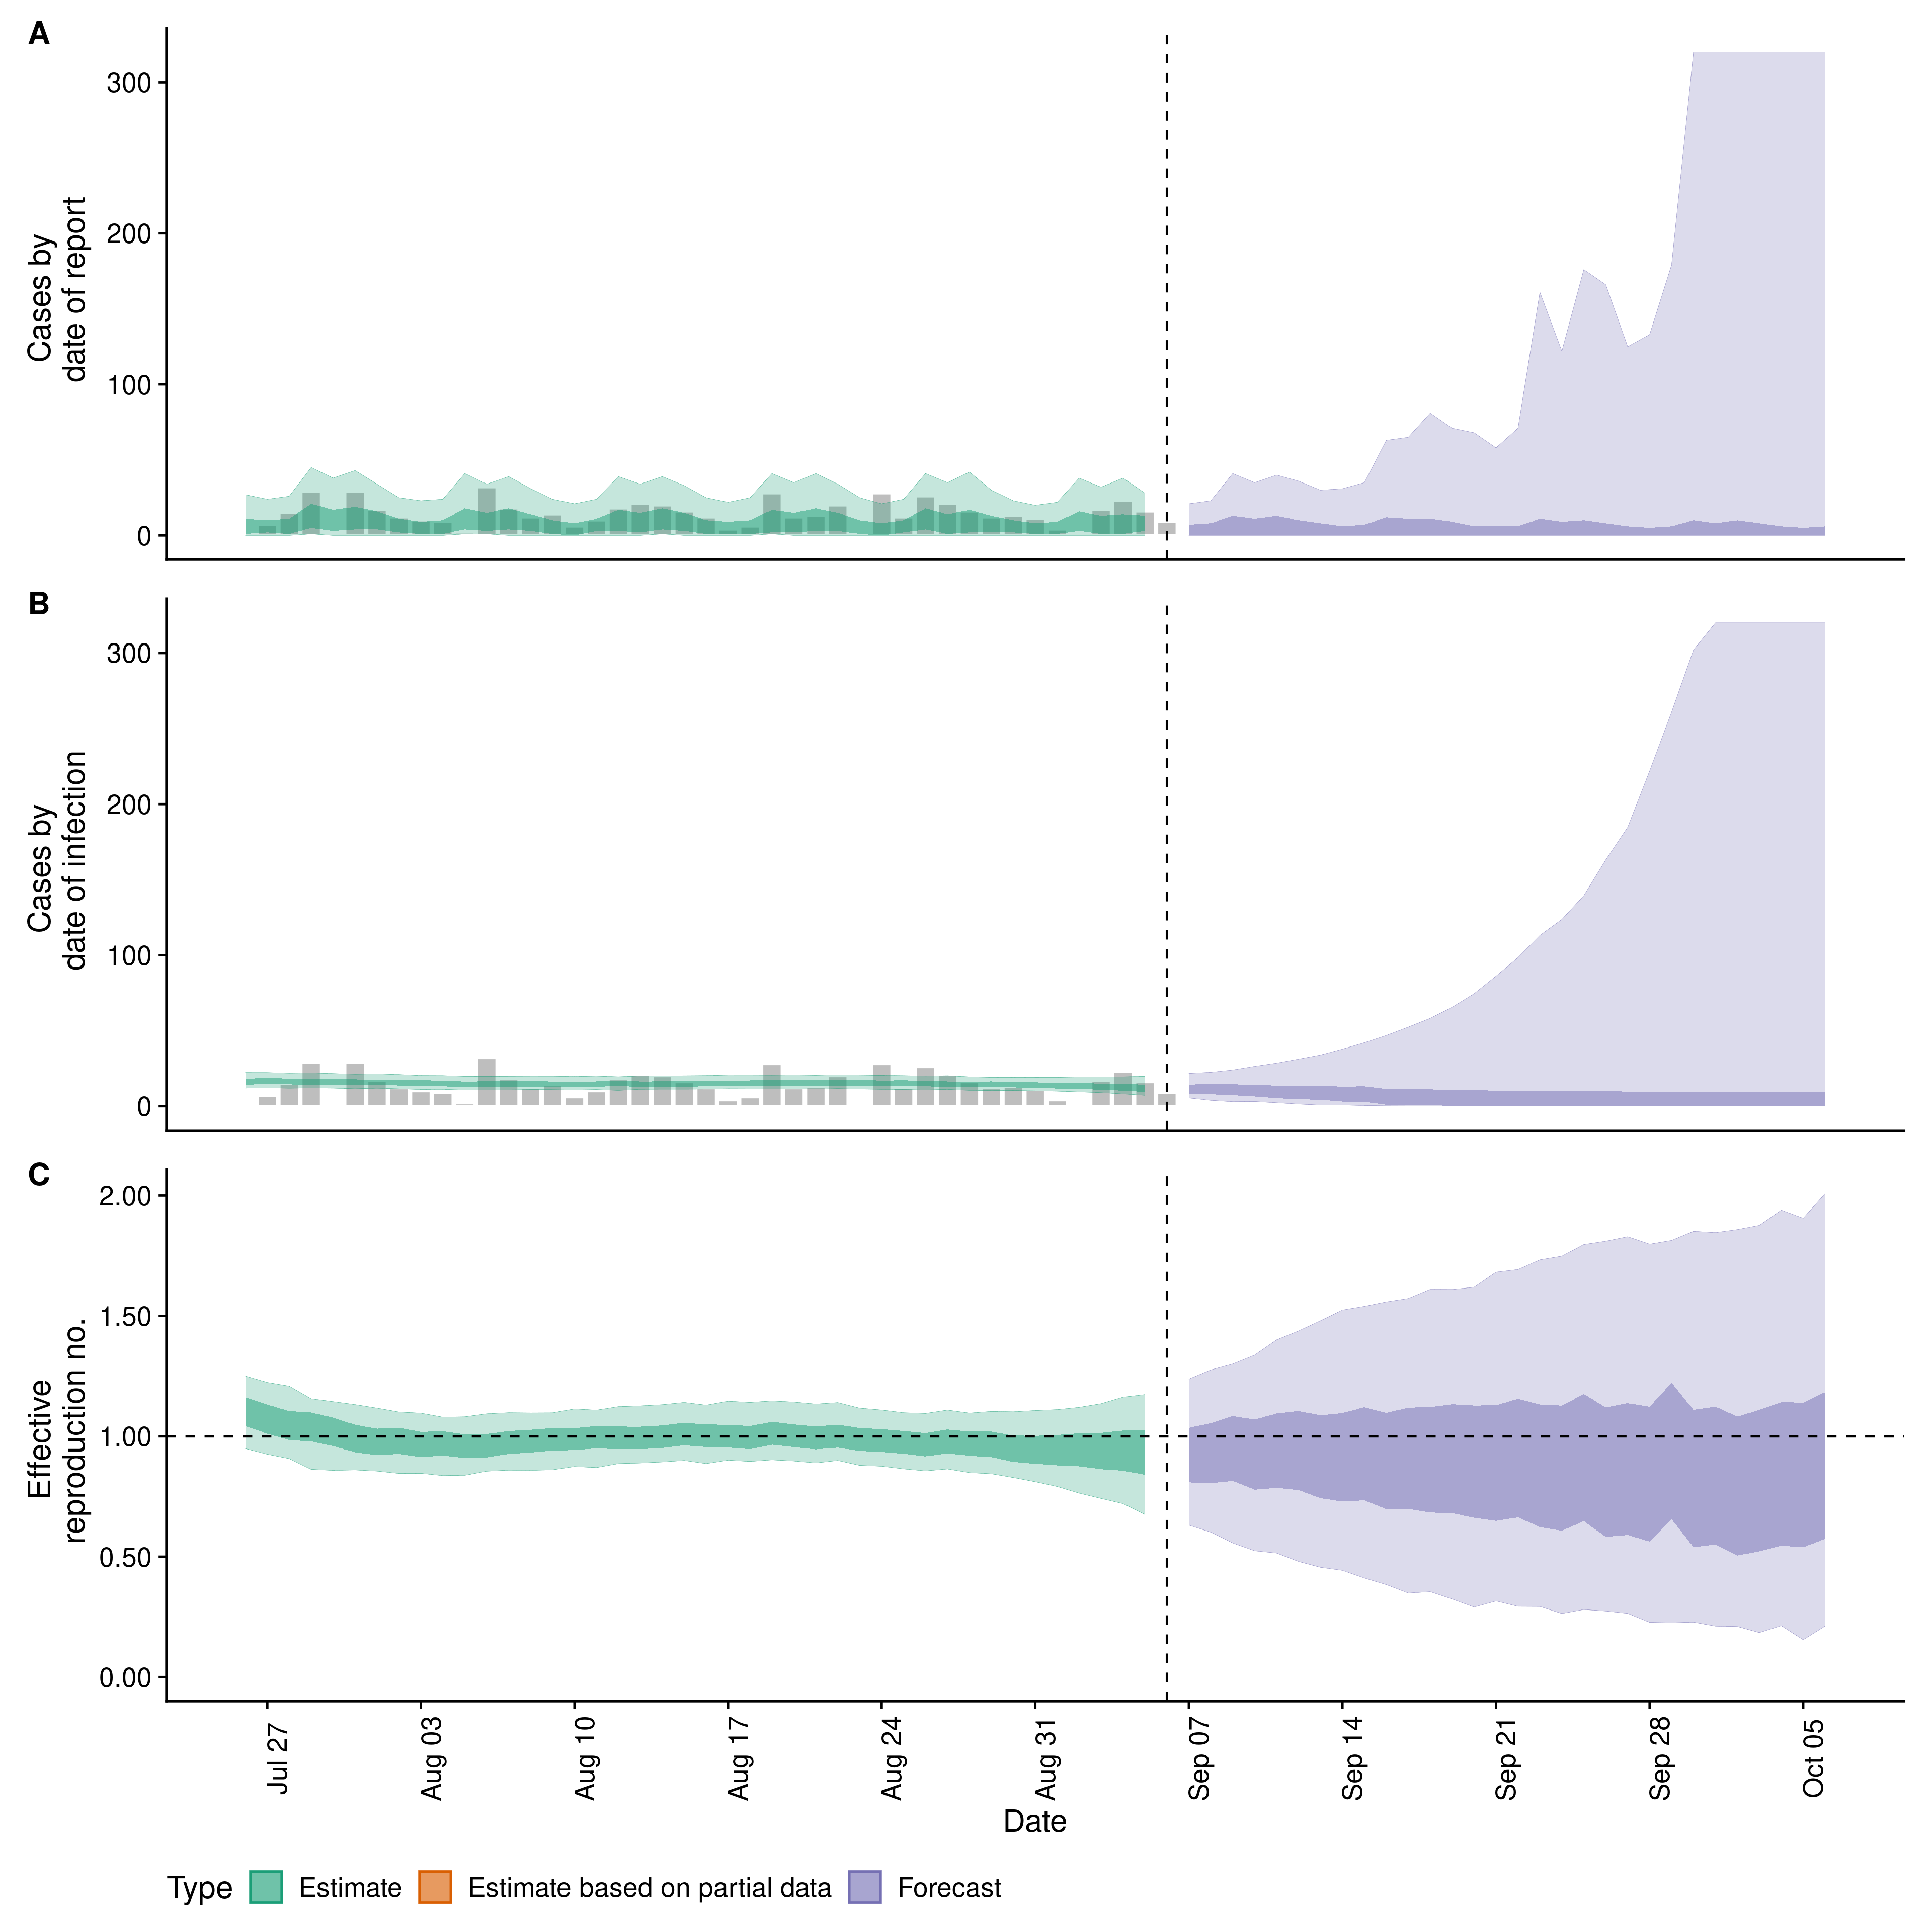 A
Cases by
date of report
300
200
100
0
B
Cases by
date of infection
300
200
100
0
C
Effective
reproduction no.
2.00
1.50
1.00
0.50
0.00
Jul 27
Aug 03
Aug 10
Aug 17
Aug 24
Aug 31
Sep 07
Sep 14
Sep 21
Sep 28
Oct 05
Date
Type
Estimate
Estimate based on partial data
Forecast